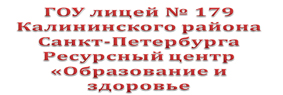 ГОУ лицей № 179
Калининского района
Санкт-Петербурга
Ресурсный центр
«Образование и
здоровье